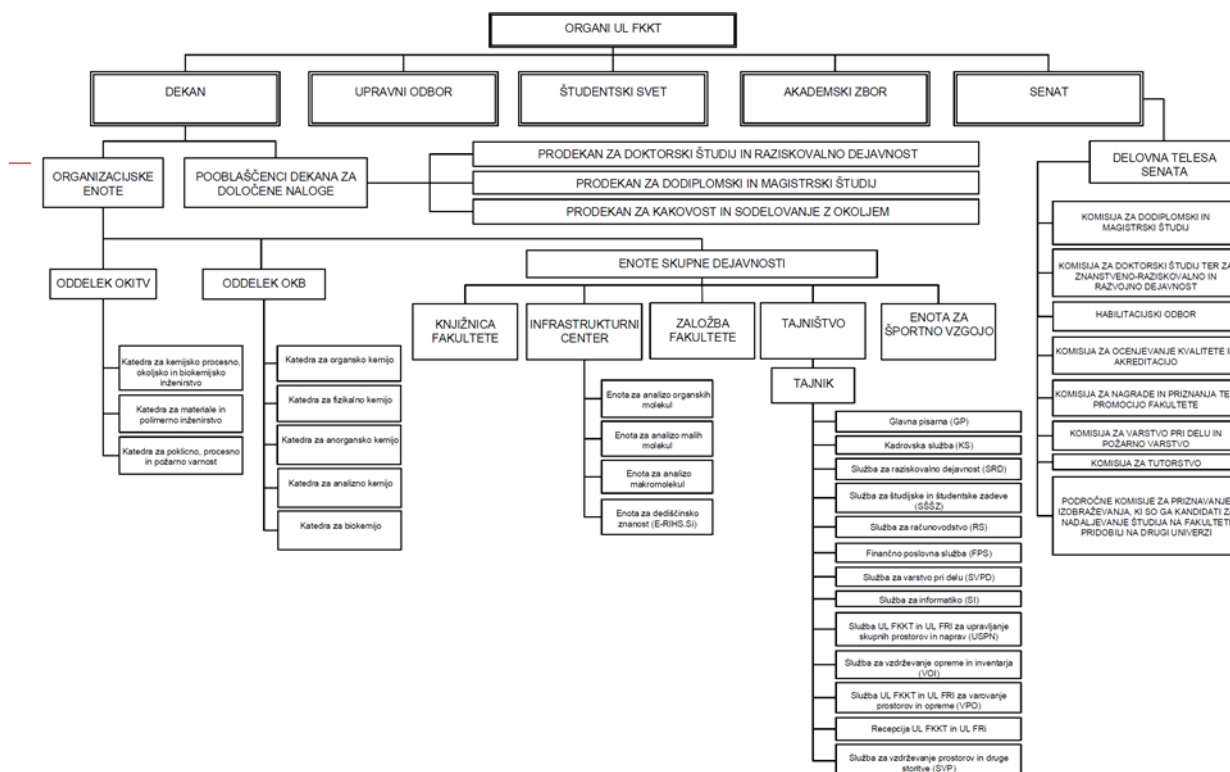 ORGANI UL FKKT
DEKAN
UPRAVNI ODBOR
ŠTUDENTSKI SVET
AKADEMSKI ZBOR
SENAT
ORGANIZACIJSKE
ENOTE
POOBLAŠČENCI DEKANA ZA
DOLOČENE NALOGE
PRODEKAN ZA DOKTORSKI ŠTUDIJ IN RAZISKOVALNO DEJAVNOST
PRODEKAN ZA DODIPLOMSKI IN MAGISTRSKI ŠTUDIJ
PRODEKAN ZA KAKOVOST IN SODELOVANJE Z OKOLJEM
DELOVNA TELESA
SENATA
KOMISIJA ZA DODIPLOMSKI IN
MAGISTRSKI ŠTUDIJ
KOMISIJA ZA DOKTORSKI ŠTUDIJ TER ZA
ZNANSTVENO-RAZISKOVALNO IN
RAZVOJNO DEJAVNOST
HABILITACIJSKI ODBOR
KOMISIJA ZA OCENJEVANJE KVALITETE I
AKREDITACIJO
KOMISIJA ZA NAGRADE IN PRIZNANJA TE
PROMOCIJO FAKULTETE
KOMISIJA ZA VARSTVO PRI DELU IN
POŽARNO VARSTVO
KOMISIJA ZA TUTORSTVO
PODROČNE KOMISIJE ZA PRIZNAVANJE
IZOBRAŽEVANJA, KI SO GA KANDIDATI ZA
NADALJEVANJE ŠTUDIJA NA FAKULTETI
PRIDOBILI NA DRUGI UNIVERZI
ODDELEK OKITV
ODDELEK OKB
ENOTE SKUPNE DEJAVNOSTI
Katedra za kemijsko procesno,
okoljsko in biokemijsko
inženirstvo
Katedra za materiale in
polimerno inženirstvo
Katedra za poklicno, procesno
in požarno varnost
Katedra za organsko kemijo
Katedra za fizikalno kemijo
Katedra za anorgansko kemijo
Katedra za analizno kemijo
Katedra za biokemijo
KNJIŽNICA
FAKULTETE
INFRASTRUKTURNI
CENTER
ZALOŽBA
FAKULTETE
TAJNIŠTVO
ENOTA ZA
ŠPORTNO VZGOJO
Enota za analizo organskih
molekul
Enota za analizo malih
molekul
Enota za analizo
makromolekul
Enota za dediščinsko
znanost (E-RIHS.Si)
TAJNIK
Glavna pisarna (GP)
Kadrovska služba (KS)
Služba za raziskovalno dejavnost (SRD)
Služba za študijske in študentske zadeve
(SŠŠZ)
Služba za računovodstvo (RS)
Finančno poslovna služba (FPS)
Služba za varstvo pri delu (SVPD)
Služba za informatiko (SI)
Služba UL FKKT in UL FRI za upravljanje
skupnih prostorov in naprav (USPN)
Služba za vzdrževanje opreme in inventarja
(VOI)
Služba UL FKKT in UL FRI za varovanje
prostorov in opreme (VPO)
Recepcija UL FKKT in UL FRI
Služba za vzdrževanje prostorov in druge
storitve (SVP)